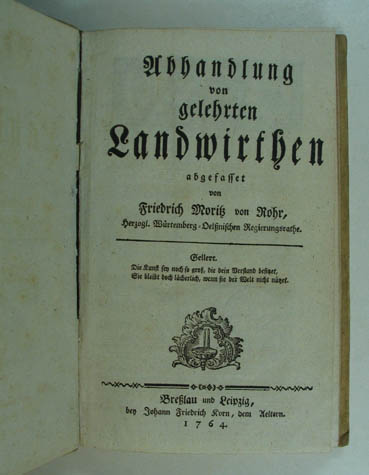 Abhandlung
von
gelehrten
Landwirthen
abgefasset
von
Friedrich Moritz von Rohr,
Herzogl. Würtemberg-Oelßnischen Regierungsrathe.
Gellert.
Die Kunst sey noch so groß, die dein Verstand besitzet,
Sie bleibt doch lächerlich, wenn sie der Welt nicht nützet.
Breßlau und Leipzig,
bey Johann Friedrich Korn, dem Aeltern.
1764.